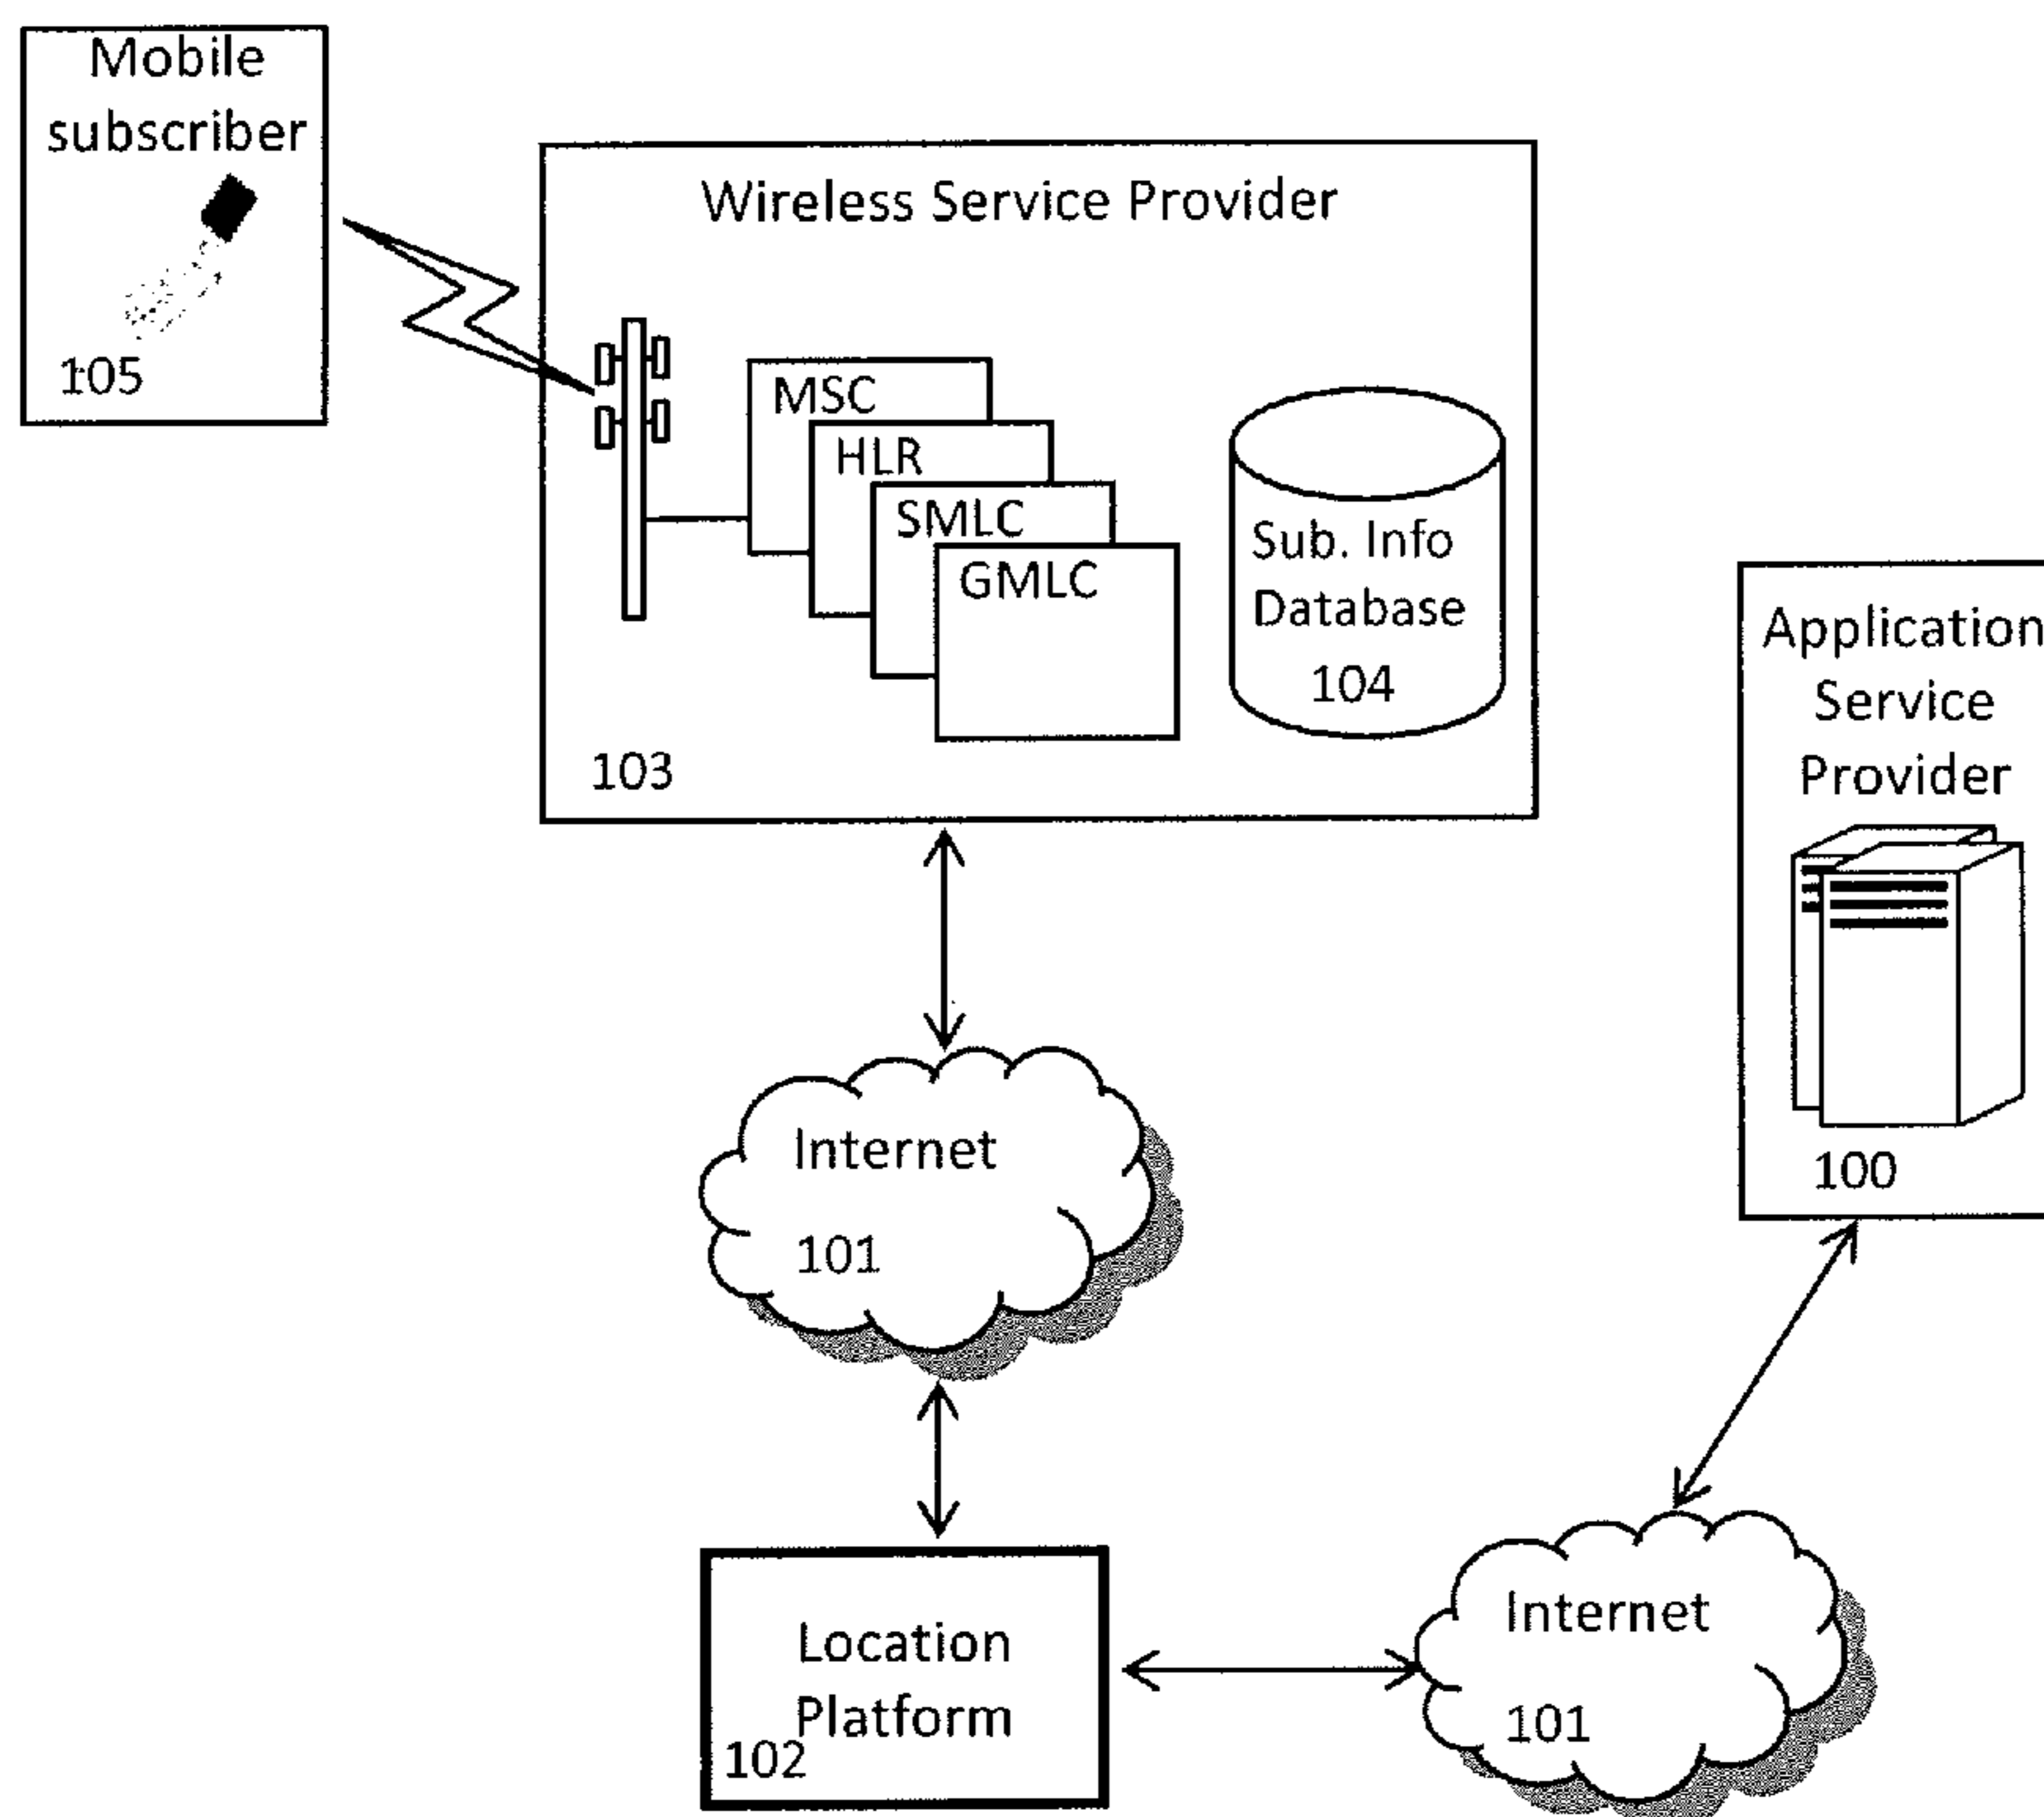 Mobile
subscriber
105
Wireless Service Provider
MSC
HLR
SMLC
GMLC
Sub. Info
Database
104
103
Application
Service
Provider
100
Internet
101
Location
Platform
102
Internet
101